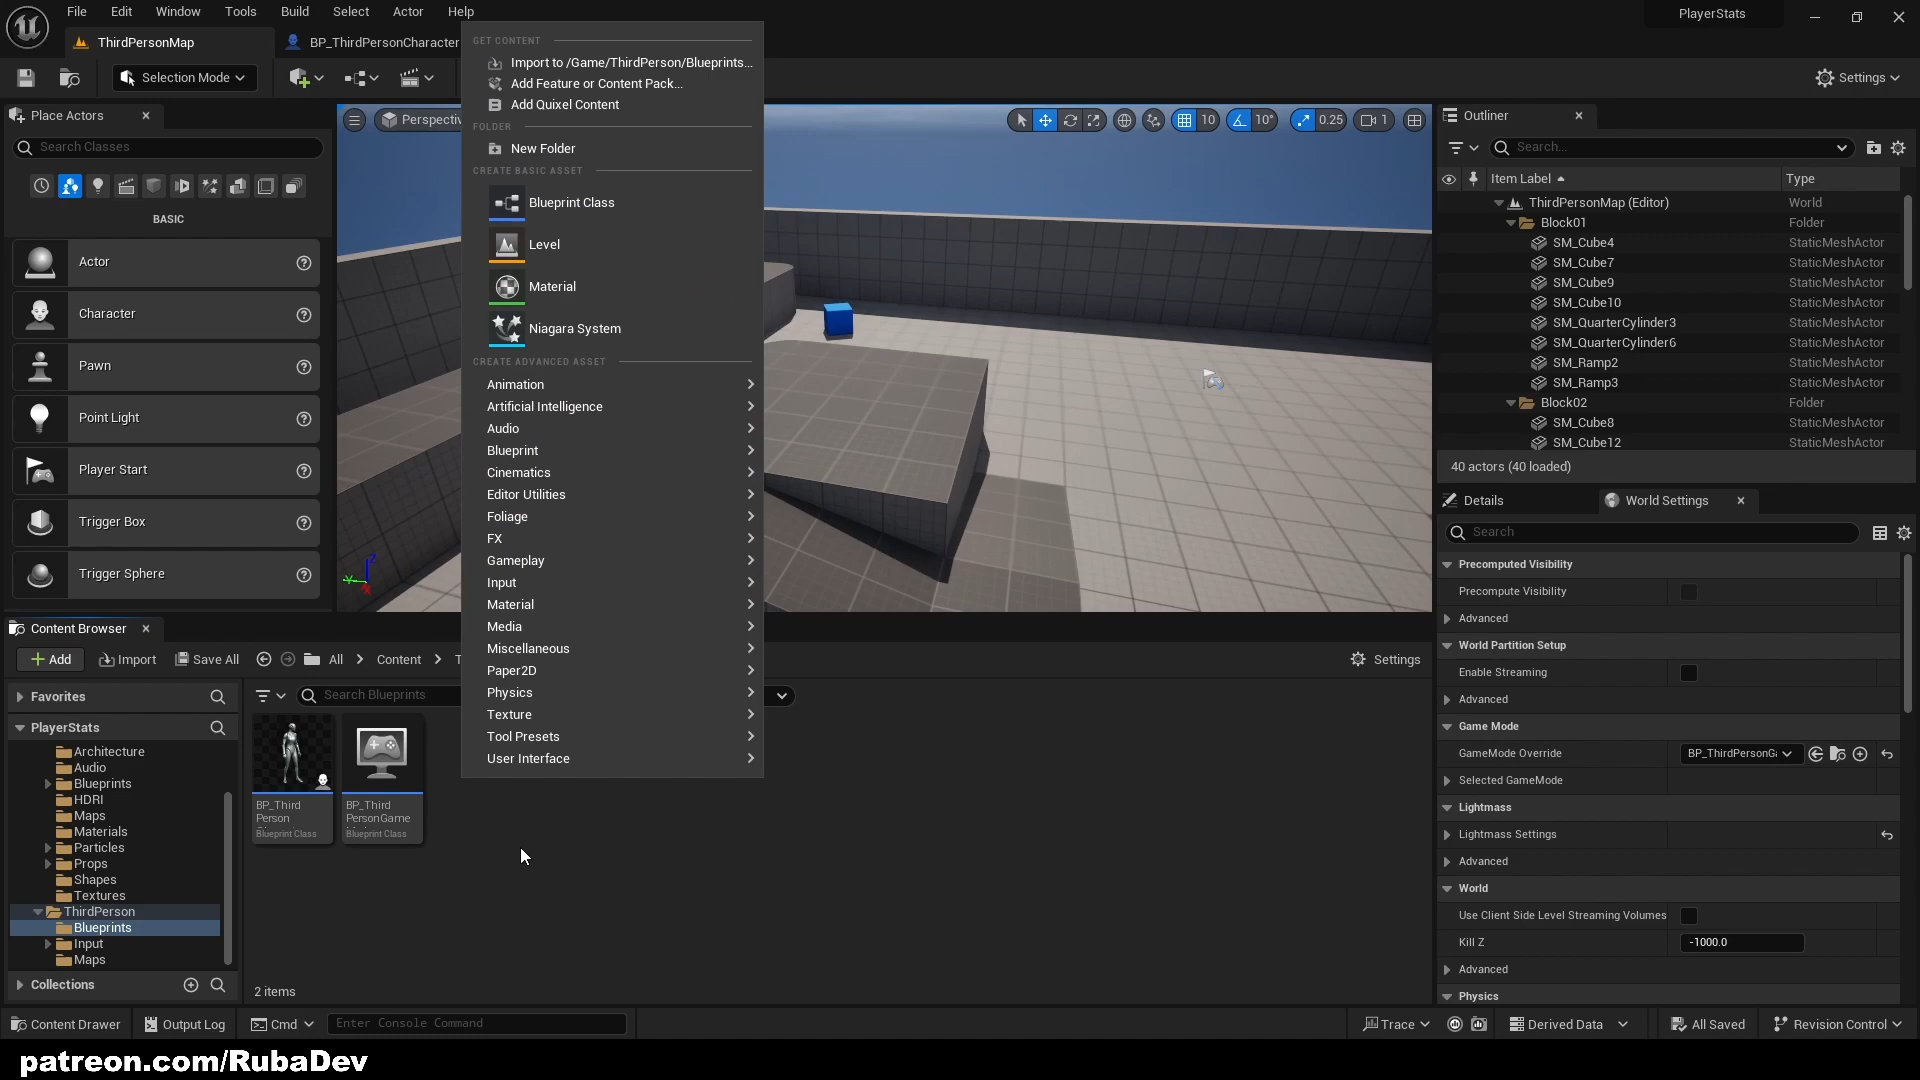 File Edit Window Tools Build Select Actor Help
PlayerStats
ThirdPersonMap
BP_ThirdPersonCharacter
Selection Mode
Settings
Place Actors
Search Classes
BASIC
Actor
Character
Pawn
Point Light
Player Start
Trigger Box
Trigger Sphere
Perspectiv
10
10°
0.25
1
GET CONTENT
Import to /Game/ThirdPerson/Blueprints...
Add Feature or Content Pack...
Add Quixel Content
FOLDER
New Folder
CREATE BASIC ASSET
Blueprint Class
Level
Material
Niagara System
CREATE ADVANCED ASSET
Animation
Artificial Intelligence
Audio
Blueprint
Cinematics
Editor Utilities
Foliage
FX
Gameplay
Input
Material
Media
Miscellaneous
Paper2D
Physics
Texture
Tool Presets
User Interface
Outliner
Search...
Item Label Type
ThirdPersonMap (Editor) World
Block01 Folder
SM_Cube4 StaticMeshActor
SM_Cube7 StaticMeshActor
SM_Cube9 StaticMeshActor
SM_Cube10 StaticMeshActor
SM_QuarterCylinder3 StaticMeshActor
SM_QuarterCylinder6 StaticMeshActor
SM_Ramp2 StaticMeshActor
SM_Ramp3 StaticMeshActor
Block02 Folder
SM_Cube8 StaticMeshActor
SM_Cube12 StaticMeshActor
40 actors (40 loaded)
Details
World Settings
Search
Precomputed Visibility
Precompute Visibility
Advanced
World Partition Setup
Enable Streaming
Advanced
Game Mode
GameMode Override BP_ThirdPersonGa
Selected GameMode
Lightmass
Lightmass Settings
Advanced
World
Use Client Side Level Streaming Volumes
Kill Z -1000.0
Advanced
Physics
Content Browser
Add
Import
Save All
All
Content
T
Settings
Favorites
PlayerStats
Architecture
Audio
Blueprints
HDRI
Maps
Materials
Particles
Props
Shapes
Textures
ThirdPerson
Blueprints
Input
Maps
Collections
Search Blueprints
BP_Third
Person
Blueprint Class
BP_Third
PersonGame
Blueprint Class
2 items
Content Drawer
Output Log
Cmd
Enter Console Command
Trace
Derived Data
All Saved
Revision Control
patreon.com/RubaDev